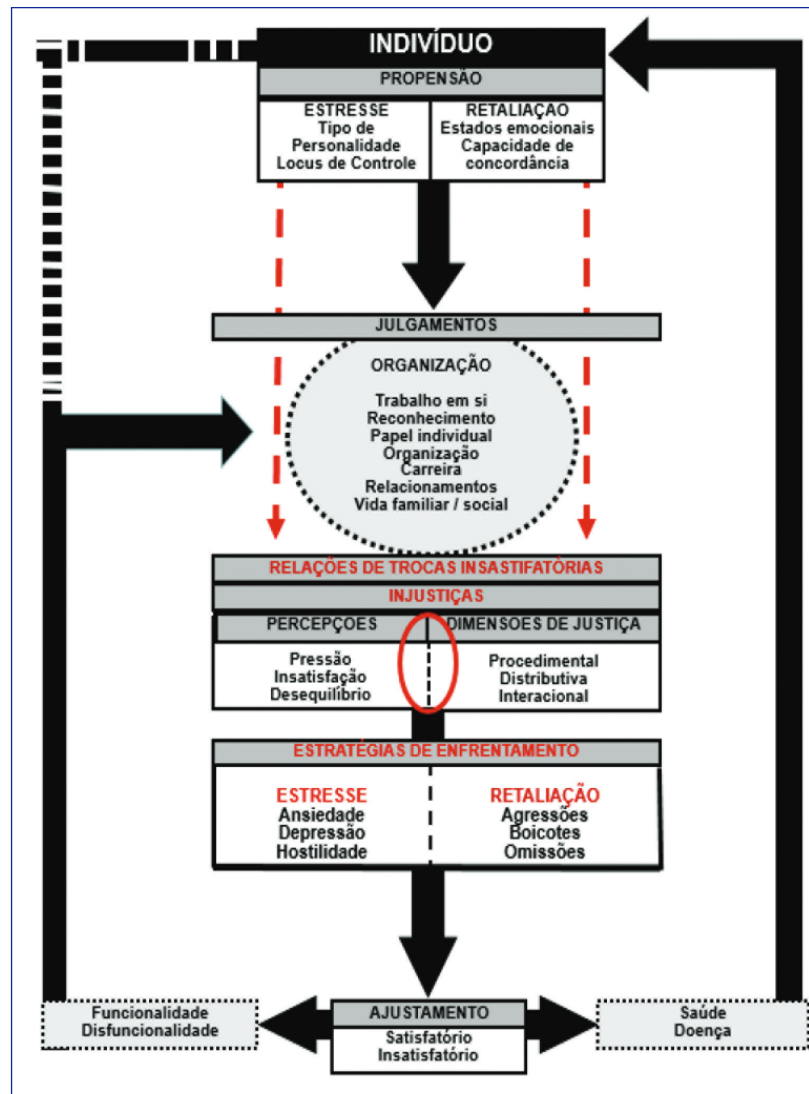 INDIVÍDUO
PROPENSÃO
ESTRESSE
Tipo de
Personalidade
Locus de Controle
RETALIAÇAO
Estados emocionais
Capacidade de
concordância
JULGAMENTOS
ORGANIZAÇÃO
Trabalho em si
Reconhecimento
Papel individual
Organização
Carreira
Relacionamentos
Vida familiar / social
RELAÇÕES DE TROCAS INSASTIFATÓRIAS
INJUSTIÇAS
PERCEPÇOES
Pressão
Insatisfação
Desequilíbrio
DIMENSOES DE JUSTIÇA
Procedimental
Distributiva
Interacional
ESTRATÉGIAS DE ENFRENTAMENTO
ESTRESSE
Ansiedade
Depressão
Hostilidade
RETALIAÇÃO
Agressões
Boicotes
Omissões
Funcionalidade
Disfuncionalidade
AJUSTAMENTO
Satisfatório
Insatisfatório
Saúde
Doença